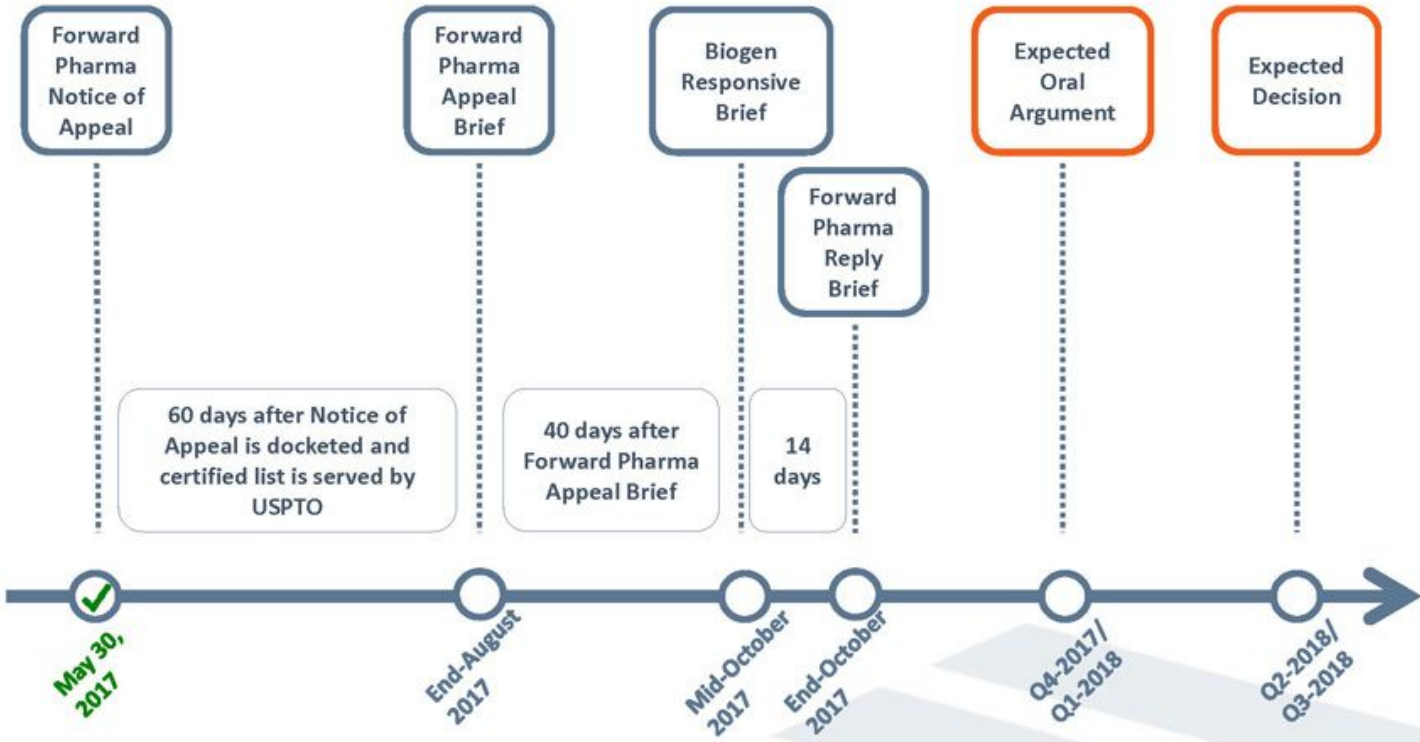 Forward
Pharma
Notice of
Appeal
Forward
Pharma
Appeal
Brief
Biogen
Responsive
Brief
Expected
Oral
Argument
Expected
Decision
Forward
Pharma
Reply
Brief
60 days after Notice of
Appeal is docketed and
certified list is served by
USPTO
40 days after
Forward Pharma
Appeal Brief
14
days
May 30,
2017
End-August
2017
Mid-October
2017
End-October
2017
Q4-2017/
Q1-2018
Q2-2018/
Q3-2018